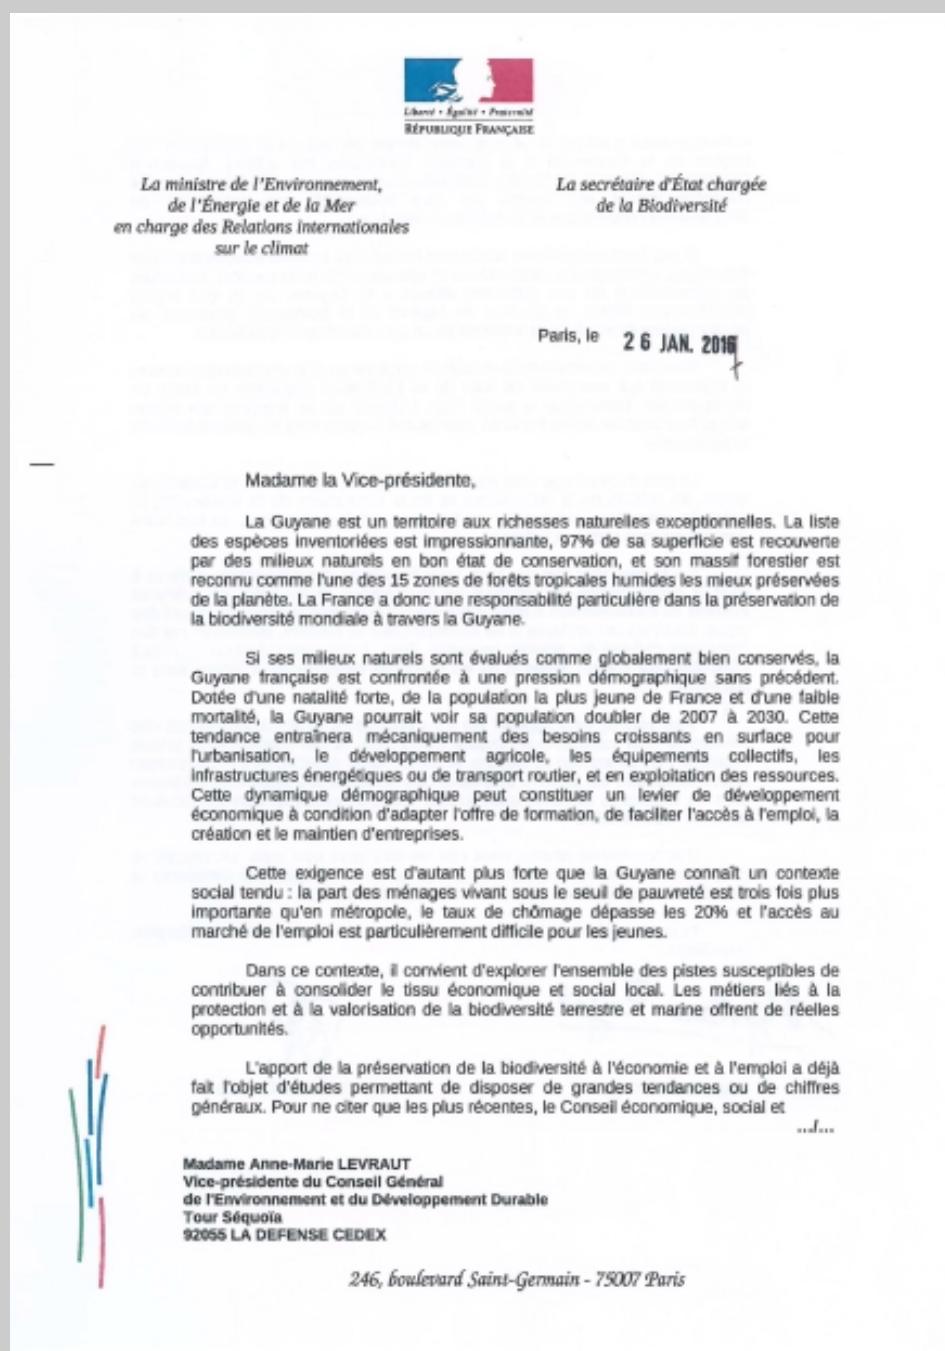 Liberté • Égalité • Fraternité
RÉPUBLIQUE FRANÇAISE
La ministre de l'Environnement,
de l'Énergie et de la Mer
en charge des Relations internationales
sur le climat
La secrétaire d'État chargée
de la Biodiversité
Paris, le 26 JAN. 2016
Madame la Vice-présidente,
La Guyane est un territoire aux richesses naturelles exceptionnelles. La liste
des espèces inventoriées est impressionnante, 97% de sa superficie est recouverte
par des milieux naturels en bon état de conservation, et son massif forestier est
reconnu comme l'une des 15 zones de forêts tropicales humides les mieux préservées
de la planète. La France a donc une responsabilité particulière dans la préservation de
la biodiversité mondiale à travers la Guyane.
Si ses milieux naturels sont évalués comme globalement bien conservés, la
Guyane française est confrontée à une pression démographique sans précédent.
Dotée d'une natalité forte, de la population la plus jeune de France et d'une faible
mortalité, la Guyane pourrait voir sa population doubler de 2007 à 2030. Cette
tendance entraînera mécaniquement des besoins croissants en surface pour
l'urbanisation, le développement agricole, les équipements collectifs, les
infrastructures énergétiques ou de transport routier, et en exploitation des ressources.
Cette dynamique démographique peut constituer un levier de développement
économique à condition d'adapter l'offre de formation, de faciliter l'accès à l'emploi, la
création et le maintien d'entreprises.
Cette exigence est d'autant plus forte que la Guyane connaît un contexte
social tendu : la part des ménages vivant sous le seuil de pauvreté est trois fois plus
importante qu'en métropole, le taux de chômage dépasse les 20% et l'accès au
marché de l'emploi est particulièrement difficile pour les jeunes.
Dans ce contexte, il convient d'explorer l'ensemble des pistes susceptibles de
contribuer à consolider le tissu économique et social local. Les métiers liés à la
protection et à la valorisation de la biodiversité terrestre et marine offrent de réelles
opportunités.
L'apport de la préservation de la biodiversité à l'économie et à l'emploi a déjà
fait l'objet d'études permettant de disposer de grandes tendances ou de chiffres
généraux. Pour ne citer que les plus récentes, le Conseil économique, social et
.../...
Madame Anne-Marie LEVRAUT
Vice-présidente du Conseil Général
de l'Environnement et du Développement Durable
Tour Séquoïa
92055 LA DEFENSE CEDEX
246, boulevard Saint-Germain - 75007 Paris